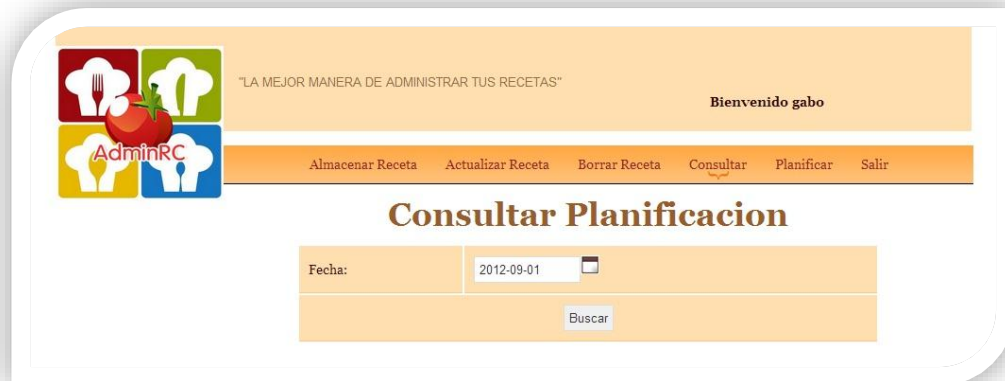 "LA MEJOR MANERA DE ADMINISTRAR TUS RECETAS"
Bienvenido gabo
AdminRC
Almacenar Receta Actualizar Receta Borrar Receta Consultar Planificar Salir
Consultar Planificacion
Fecha: 2012-09-01
Buscar